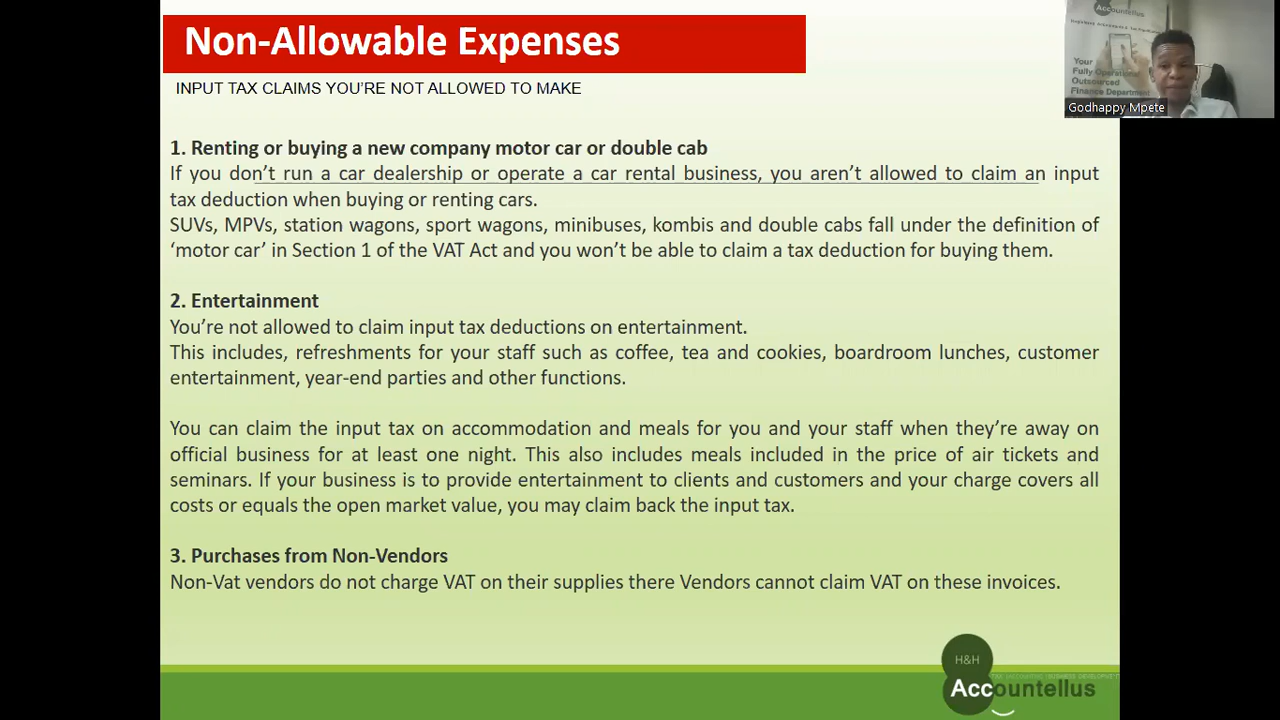 Non-Allowable Expenses
INPUT TAX CLAIMS YOU'RE NOT ALLOWED TO MAKE
1. Renting or buying a new company motor car or double cab
If you don't run a car dealership or operate a car rental business, you aren't allowed to claim an input
tax deduction when buying or renting cars.
SUVs, MPVs, station wagons, sport wagons, minibuses, kombis and double cabs fall under the definition of
'motor car' in Section 1 of the VAT Act and you won't be able to claim a tax deduction for buying them.
2. Entertainment
You're not allowed to claim input tax deductions on entertainment.
This includes, refreshments for your staff such as coffee, tea and cookies, boardroom lunches, customer
entertainment, year-end parties and other functions.
You can claim the input tax on accommodation and meals for you and your staff when they're away on
official business for at least one night. This also includes meals included in the price of air tickets and
seminars. If your business is to provide entertainment to clients and customers and your charge covers all
costs or equals the open market value, you may claim back the input tax.
3. Purchases from Non-Vendors
Non-Vat vendors do not charge VAT on their supplies there Vendors cannot claim VAT on these invoices.
Accountellus
Your
Fully Operational
Outsourced
Finance Department
Godhappy Mpete
H&H
Accountellus